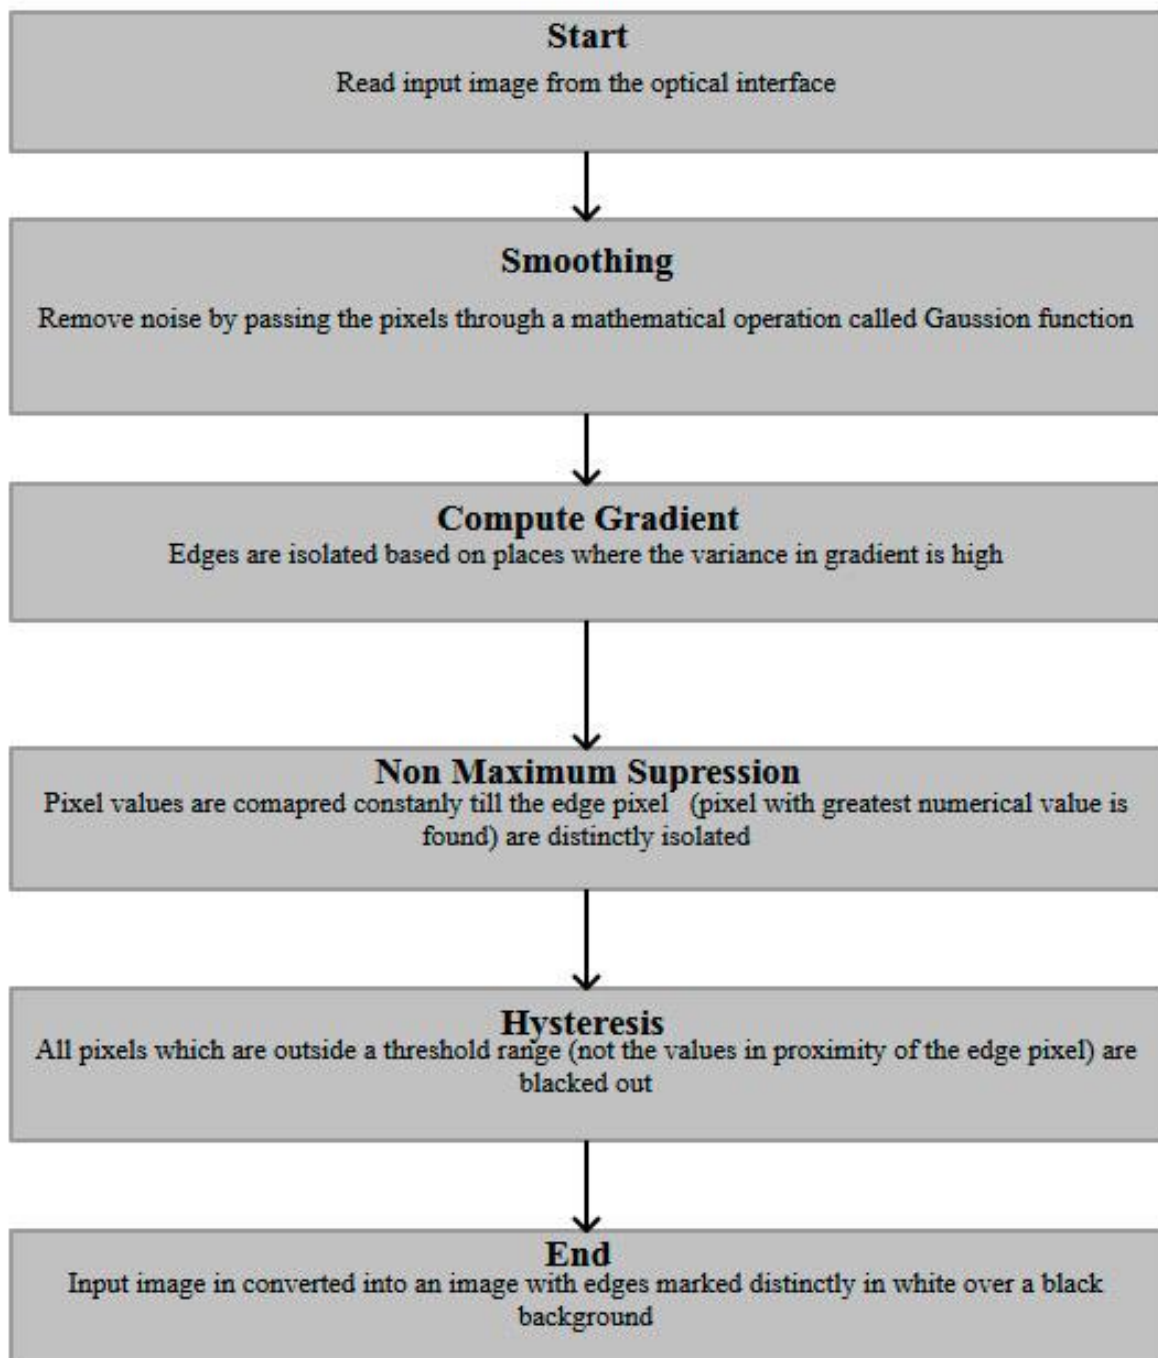 Start
Read input image from the optical interface
Smoothing
Remove noise by passing the pixels through a mathematical operation called Gaussion function
Compute Gradient
Edges are isolated based on places where the variance in gradient is high
Non Maximum Supression
Pixel values are comapred constanly till the edge pixel (pixel with greatest numerical value is
found) are distinctly isolated
Hysteresis
All pixels which are outside a threshold range (not the values in proximity of the edge pixel) are
blacked out
End
Input image in converted into an image with edges marked distinctly in white over a black
background